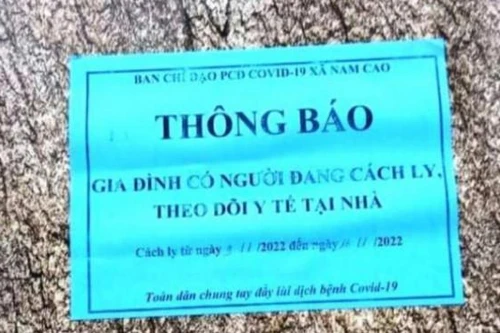 BAN CHỈ ĐẠO PCD COVID-19 XÃ NAM CAO
THÔNG BÁO
GIA ĐÌNH CÓ NGƯỜI ĐANG CÁCH LY,
THEO DÕI Y TẾ TẠI NHÀ
Cách ly từ ngày /2022 đến ngày /2022
Toàn dân chung tay đẩy lùi dịch bệnh Covid-19